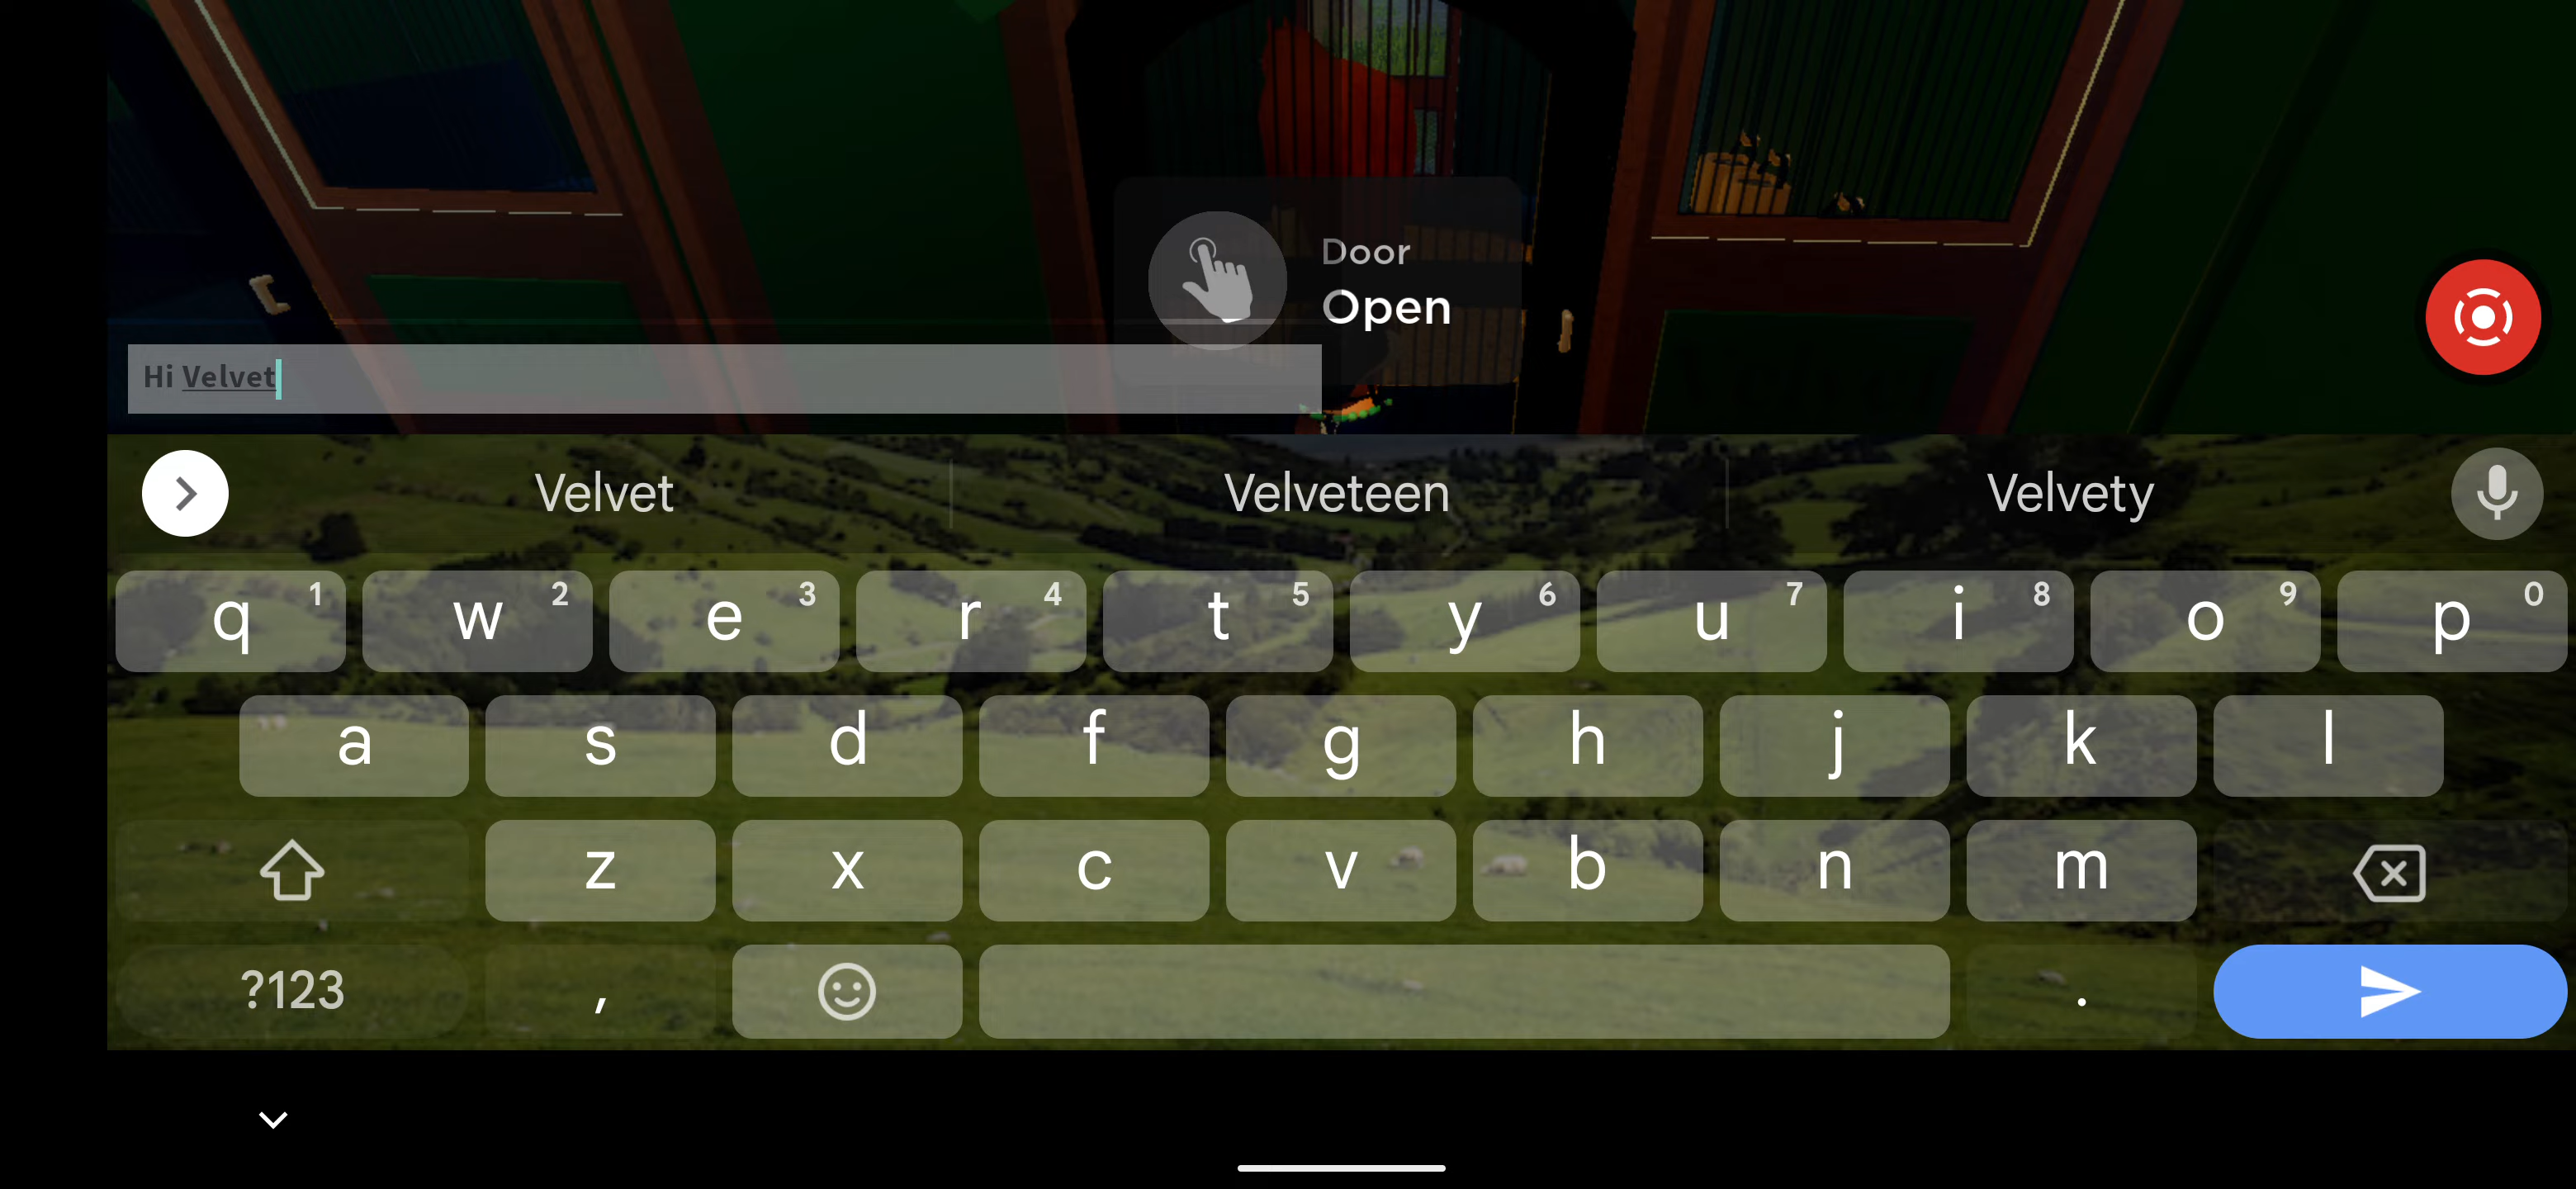 Door
Open
Hi Velvet
Velvet Velveteen Velvety
q 1 w 2 e 3 r 4 t 5 y 6 u 7 i 8 o 9 p 0
a s d f g h j k l
z x c v b n m
?123 , .